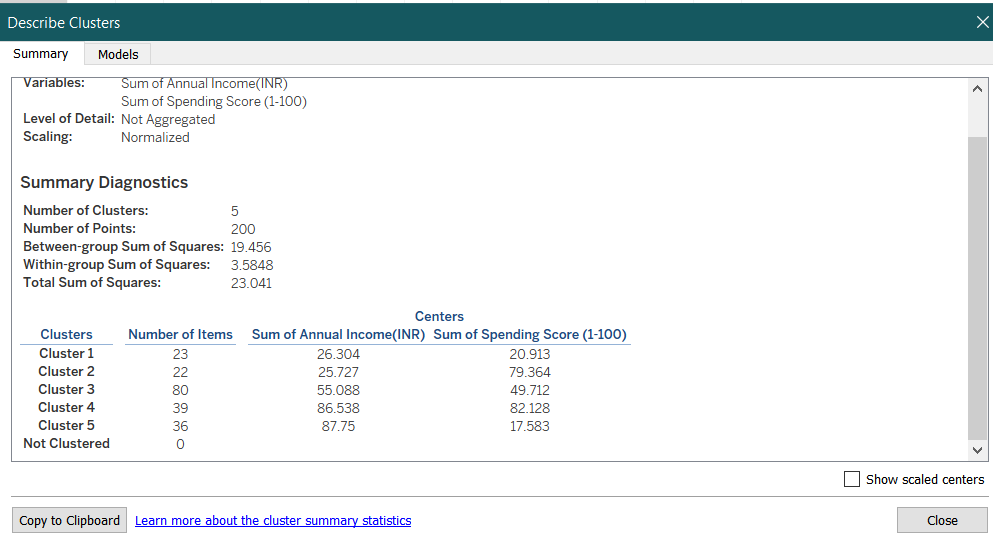 Describe Clusters
Summary Models
Variables: Sum of Annual Income(INR)
Sum of Spending Score (1-100)
Level of Detail: Not Aggregated
Scaling: Normalized
Summary Diagnostics
Number of Clusters: 5
Number of Points: 200
Between-group Sum of Squares: 19.456
Within-group Sum of Squares: 3.5848
Total Sum of Squares: 23.041
Centers
Clusters Number of Items Sum of Annual Income(INR) Sum of Spending Score (1-100)
Cluster 1 23 26.304 20.913
Cluster 2 22 25.727 79.364
Cluster 3 80 55.088 49.712
Cluster 4 39 86.538 82.128
Cluster 5 36 87.75 17.583
Not Clustered 0
Show scaled centers
Copy to Clipboard Learn more about the cluster summary statistics Close